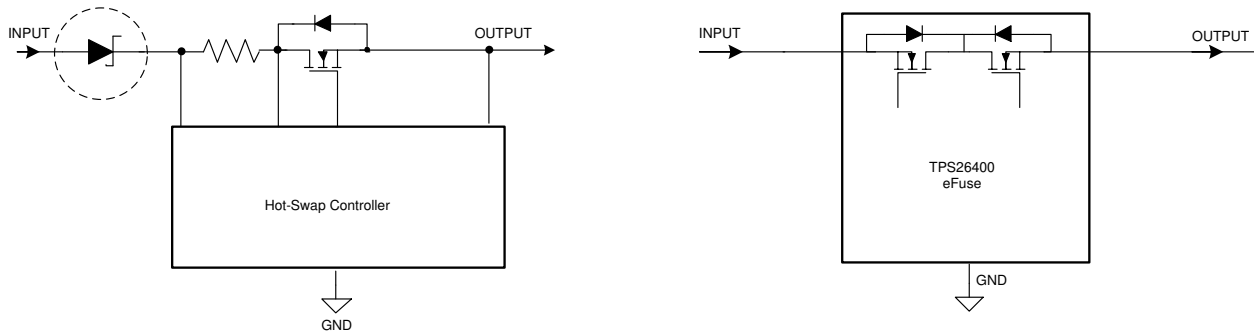 INPUT
OUTPUT
Hot-Swap Controller
GND
INPUT
OUTPUT
TPS26400
eFuse
GND